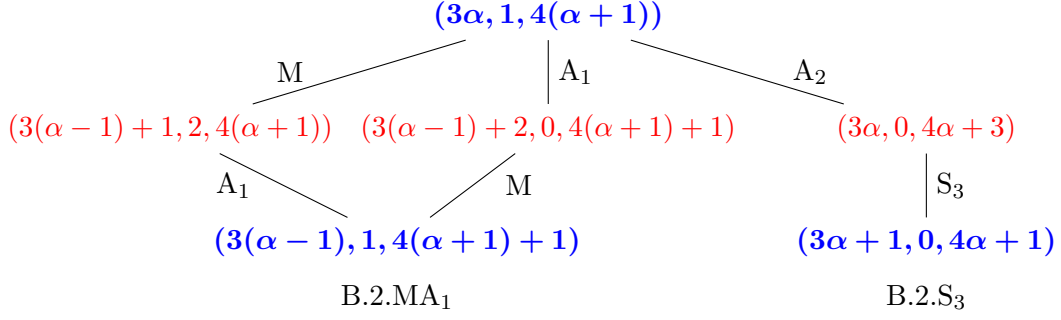 (3α, 1, 4(α + 1))
M A₁ A₂
(3(α − 1) + 1, 2, 4(α + 1)) (3(α − 1) + 2, 0, 4(α + 1) + 1) (3α, 0, 4α + 3)
A₁ M S₃
(3(α − 1), 1, 4(α + 1) + 1) (3α + 1, 0, 4α + 1)
B.2.MA₁ B.2.S₃